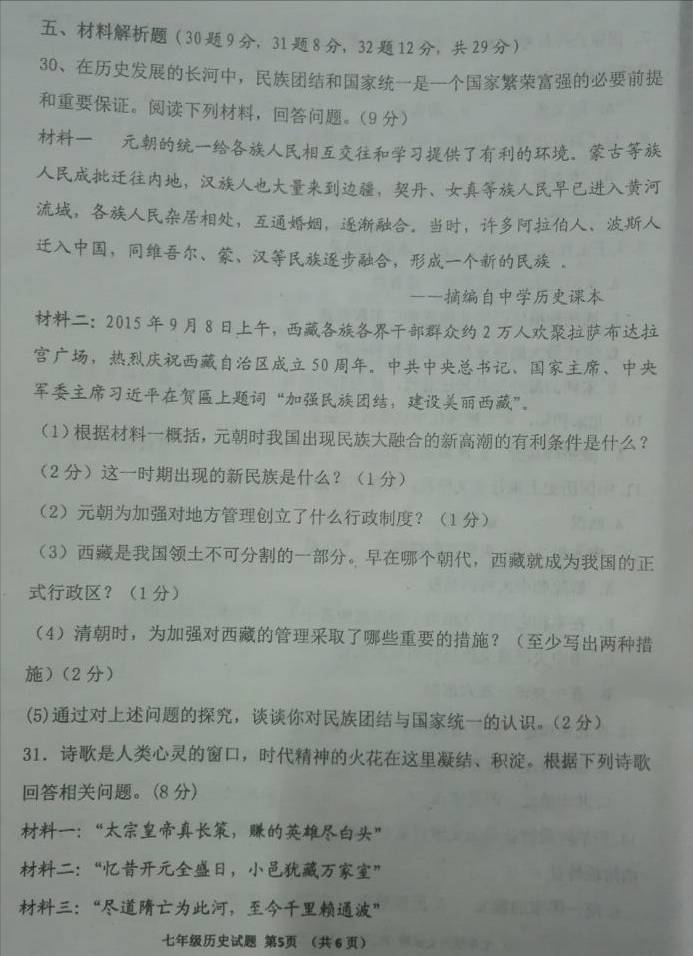 五、材料解析题（30题9分，31题8分，32题12分，共29分）
30、在历史发展的长河中，民族团结和国家统一是一个国家繁荣富强的必要前提
和重要保证。阅读下列材料，回答问题。（9分）
材料一 元朝的统一给各族人民相互交往和学习提供了有利的环境。蒙古等族
人民成批迁往内地，汉族人也大量来到边疆，契丹、女真等族人民早已进入黄河
流域，各族人民杂居相处，互通婚姻，逐渐融合。当时，许多阿拉伯人、波斯人
迁入中国，同维吾尔、蒙、汉等民族逐步融合，形成一个新的民族 。
——摘编自中学历史课本
材料二：2015年9月8日上午，西藏各族各界干部群众约2万人欢聚拉萨布达拉
宫广场，热烈庆祝西藏自治区成立50周年。中共中央总书记、国家主席、中央
军委主席习近平在贺匾上题词“加强民族团结，建设美丽西藏”。
（1）根据材料一概括，元朝时我国出现民族大融合的新高潮的有利条件是什么？
（2分）这一时期出现的新民族是什么？（1分）
（2）元朝为加强对地方管理创立了什么行政制度？（1分）
（3）西藏是我国领土不可分割的一部分。早在哪个朝代，西藏就成为我国的正
式行政区？（1分）
（4）清朝时，为加强对西藏的管理采取了哪些重要的措施？（至少写出两种措
施）（2分）
(5)通过对上述问题的探究，谈谈你对民族团结与国家统一的认识。（2分）
31．诗歌是人类心灵的窗口，时代精神的火花在这里凝结、积淀。根据下列诗歌
回答相关问题。(8分)
材料一：“太宗皇帝真长策，赚的英雄尽白头”
材料二：“忆昔开元全盛日，小邑犹藏万家室”
材料三：“尽道隋亡为此河，至今千里赖通波”
七年级历史试题 第5页 （共6页）